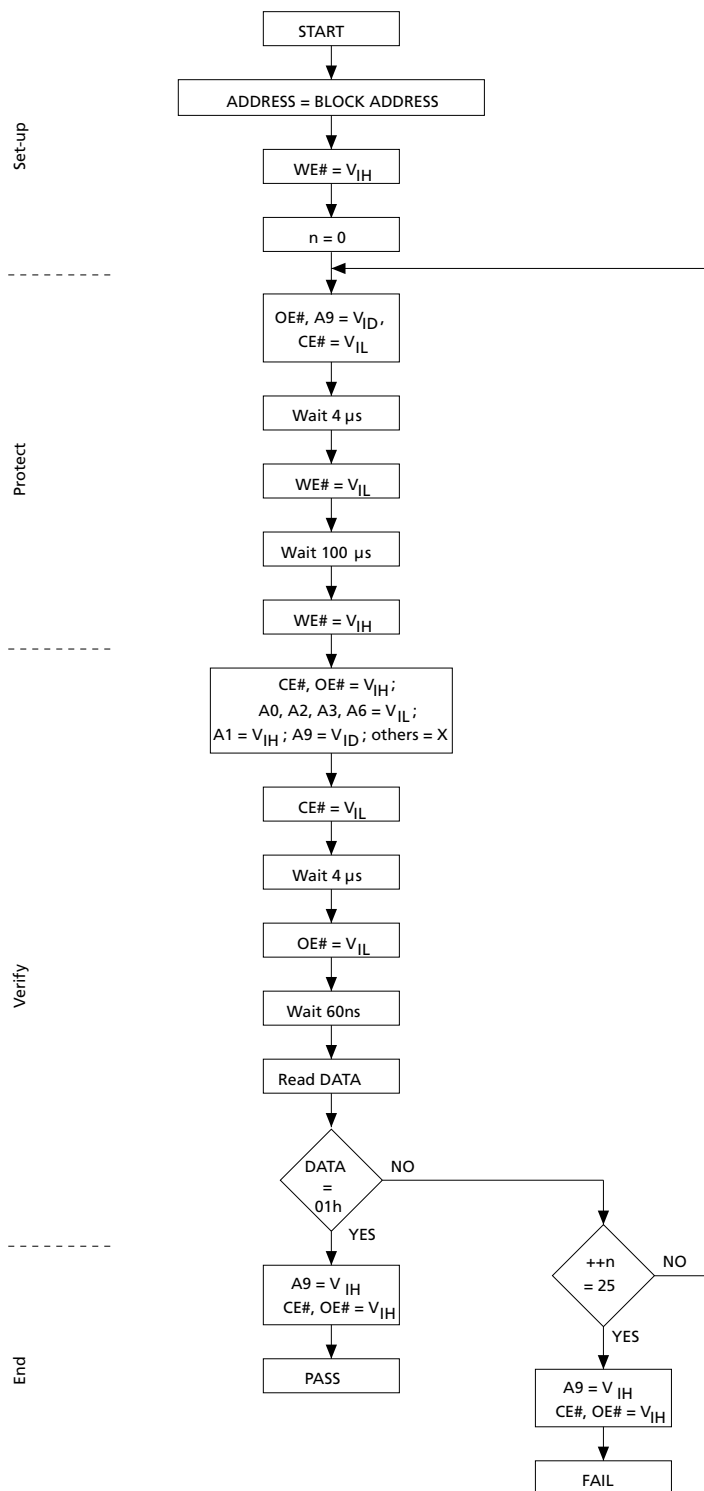 START
ADDRESS = BLOCK ADDRESS
Set-up
WE# = VIH
n = 0
OE#, A9 = VID,
CE# = VIL
Wait 4 µs
Protect
WE# = VIL
Wait 100 µs
WE# = VIH
CE#, OE# = VIH;
A0, A2, A3, A6 = VIL;
A1 = VIH; A9 = VID; others = X
CE# = VIL
Wait 4 µs
OE# = VIL
Verify
Wait 60ns
Read DATA
DATA
=
01h
NO
YES
++n
= 25
NO
YES
A9 = VIH
CE#, OE# = VIH
End
PASS
A9 = VIH
CE#, OE# = VIH
FAIL